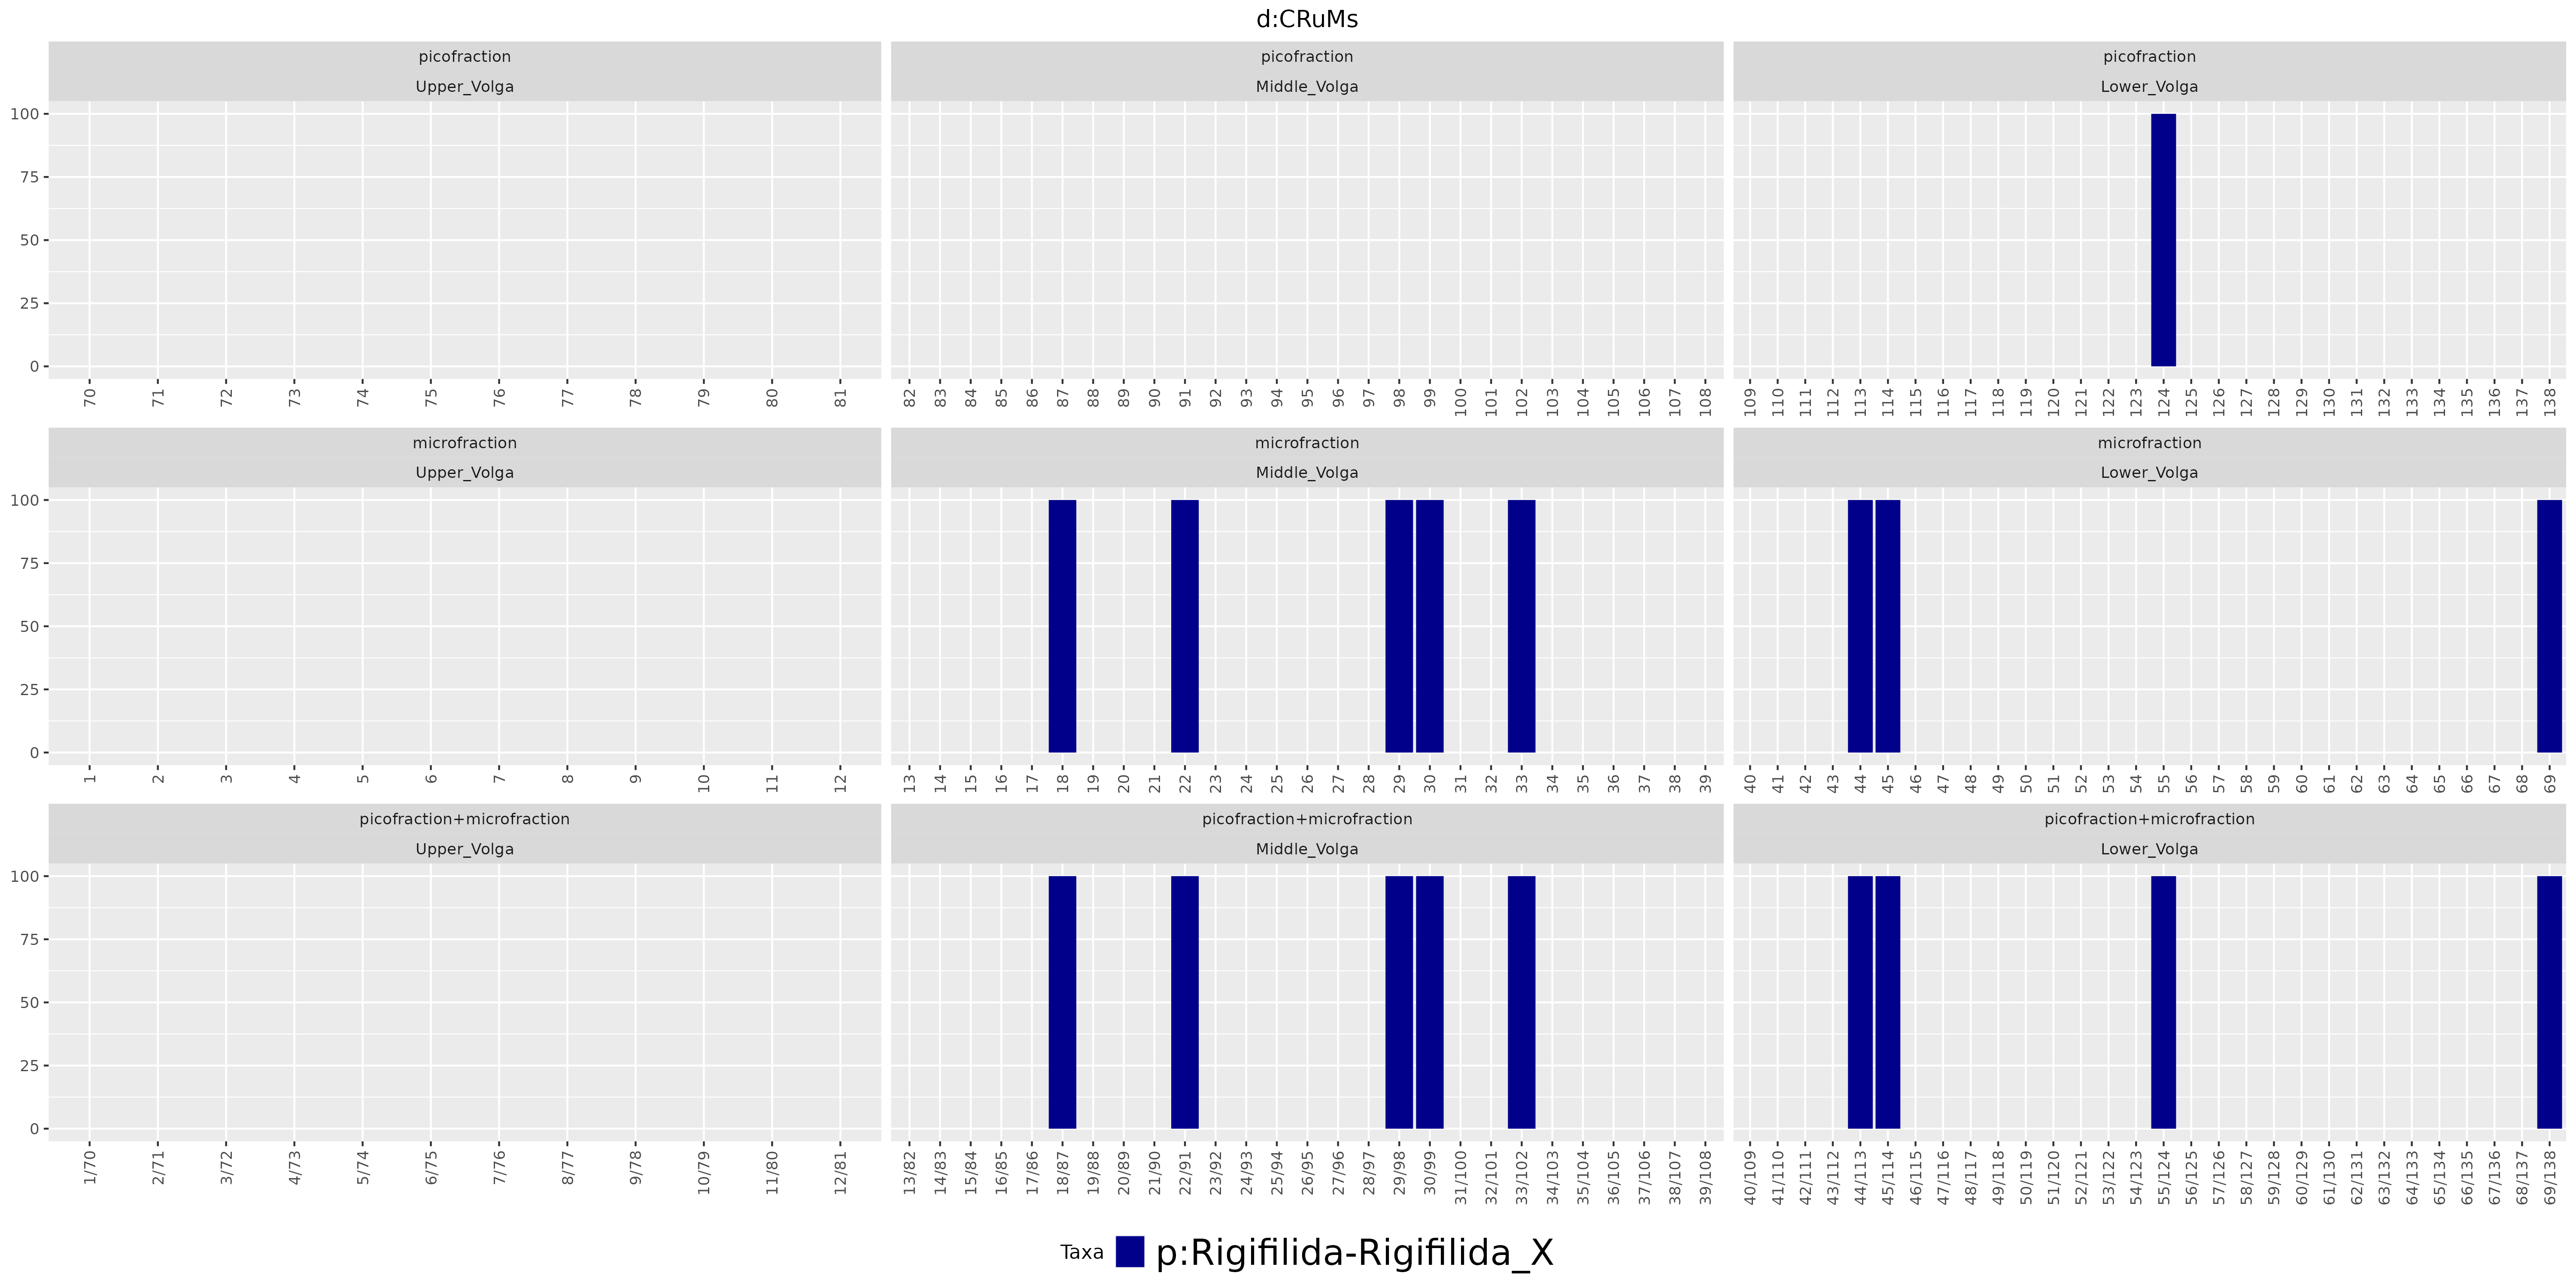 d:CRuMs
picofraction picofraction picofraction
Upper_Volga Middle_Volga Lower_Volga
100
75
50
25
0
70 71 72 73 74 75 76 77 78 79 80 81 82 83 84 85 86 87 88 89 90 91 92 93 94 95 96 97 98 99 100 101 102 103 104 105 106 107 108 109 110 111 112 113 114 115 116 117 118 119 120 121 122 123 124 125 126 127 128 129 130 131 132 133 134 135 136 137 138
microfraction microfraction microfraction
Upper_Volga Middle_Volga Lower_Volga
100
75
50
25
0
1 2 3 4 5 6 7 8 9 10 11 12 13 14 15 16 17 18 19 20 21 22 23 24 25 26 27 28 29 30 31 32 33 34 35 36 37 38 39 40 41 42 43 44 45 46 47 48 49 50 51 52 53 54 55 56 57 58 59 60 61 62 63 64 65 66 67 68 69
picofraction+microfraction picofraction+microfraction picofraction+microfraction
Upper_Volga Middle_Volga Lower_Volga
100
75
50
25
0
1/70 2/71 3/72 4/73 5/74 6/75 7/76 8/77 9/78 10/79 11/80 12/81 13/82 14/83 15/84 16/85 17/86 18/87 19/88 20/89 21/90 22/91 23/92 24/93 25/94 26/95 27/96 28/97 29/98 30/99 31/100 32/101 33/102 34/103 35/104 36/105 37/106 38/107 39/108 40/109 41/110 42/111 43/112 44/113 45/114 46/115 47/116 48/117 49/118 50/119 51/120 52/121 53/122 54/123 55/124 56/125 57/126 58/127 59/128 60/129 61/130 62/131 63/132 64/133 65/134 66/135 67/136 68/137 69/138
Taxa p:Rigifilida-Rigifilida_X